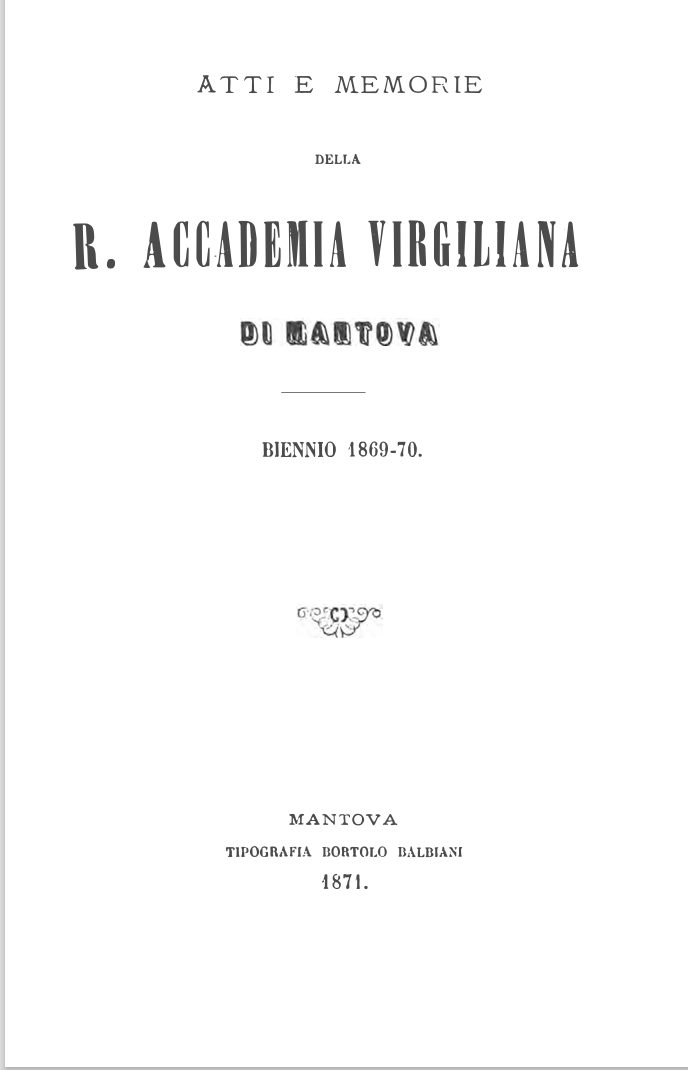 ATTI E MEMORIE
DELLA
R. ACCADEMIA VIRGILIANA
DI MANTOVA
BIENNIO 1869-70.
MANTOVA
TIPOGRAFIA BORTOLO BALBIANI
1871.